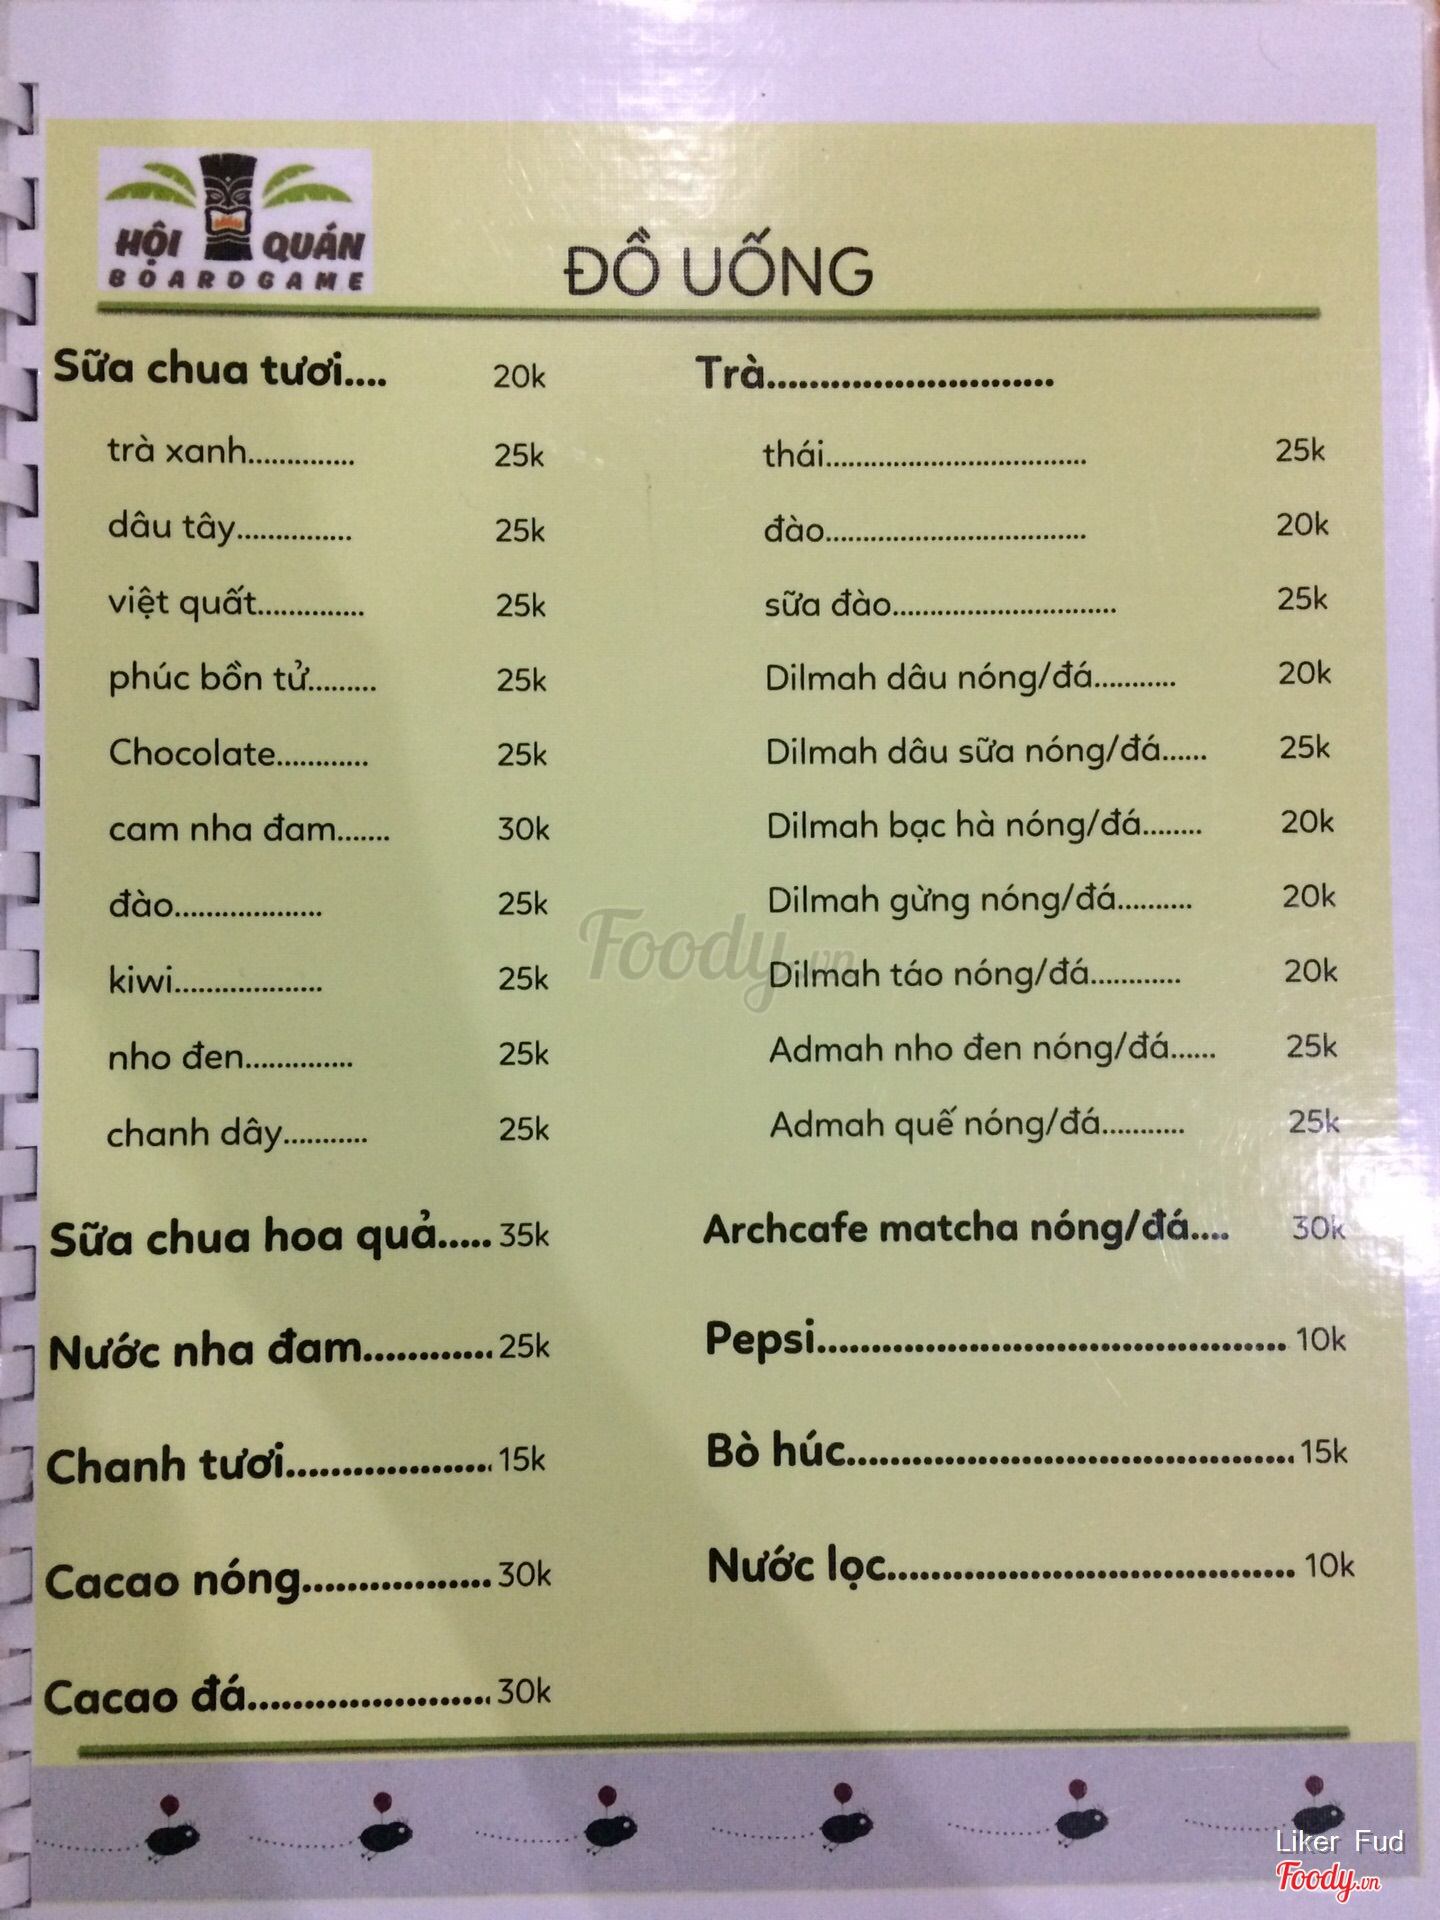 HỘI QUÁN
BOARDGAME
ĐỒ UỐNG
Sữa chua tươi.... 20k
trà xanh.............. 25k
dâu tây............... 25k
việt quất.............. 25k
phúc bồn tử......... 25k
Chocolate............ 25k
cam nha đam....... 30k
đào................... 25k
kiwi................... 25k
nho đen.............. 25k
chanh dây........... 25k
Sữa chua hoa quả..... 35k
Nước nha đam............ 25k
Chanh tươi................... 15k
Cacao nóng................. 30k
Cacao đá...................... 30k
Trà............................
thái................................... 25k
đào................................... 20k
sữa đào.............................. 25k
Dilmah dâu nóng/đá........... 20k
Dilmah dâu sữa nóng/đá...... 25k
Dilmah bạc hà nóng/đá........ 20k
Dilmah gừng nóng/đá.......... 20k
Dilmah táo nóng/đá............ 20k
Admah nho đen nóng/đá...... 25k
Admah quế nóng/đá........... 25k
Archcafe matcha nóng/đá.... 30k
Pepsi........................................... 10k
Bò húc......................................... 15k
Nước lọc..................................... 10k
Foody.vn
Liker Fud
Foody.vn